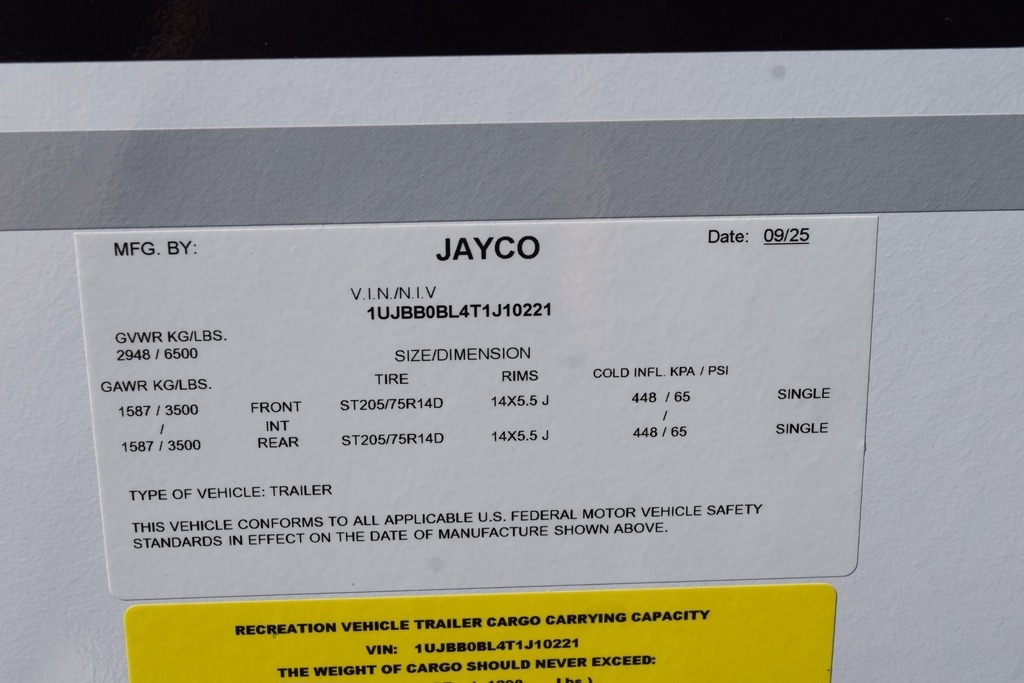 MFG. BY: JAYCO Date: 09/25
V.I.N./N.I.V
1UJBB0BL4T1J10221
GVWR KG/LBS.
2948 / 6500
SIZE/DIMENSION
GAWR KG/LBS. TIRE RIMS COLD INFL. KPA / PSI
1587 / 3500 FRONT ST205/75R14D 14X5.5 J 448 / 65 SINGLE
/ INT /
1587 / 3500 REAR ST205/75R14D 14X5.5 J 448 / 65 SINGLE
TYPE OF VEHICLE: TRAILER
THIS VEHICLE CONFORMS TO ALL APPLICABLE U.S. FEDERAL MOTOR VEHICLE SAFETY
STANDARDS IN EFFECT ON THE DATE OF MANUFACTURE SHOWN ABOVE.
RECREATION VEHICLE TRAILER CARGO CARRYING CAPACITY
VIN: 1UJBB0BL4T1J10221
THE WEIGHT OF CARGO SHOULD NEVER EXCEED:
Lbs.)